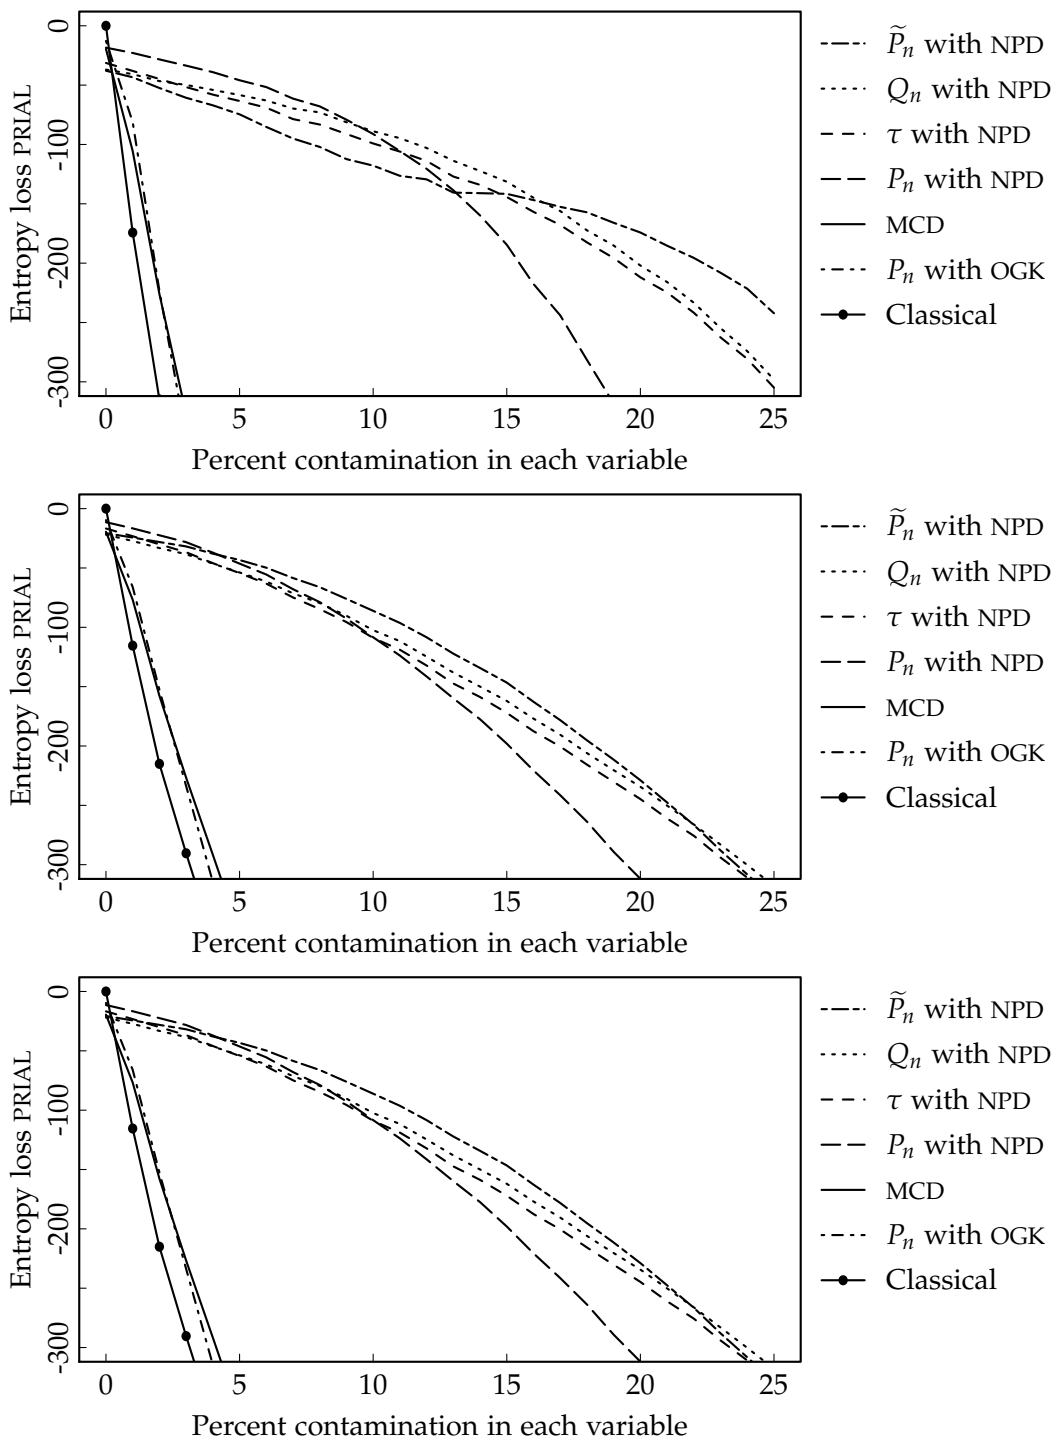 Entropy loss PRIAL
0
-100
-200
-300
0 5 10 15 20 25
Percent contamination in each variable
P̃n with NPD
Qn with NPD
τ with NPD
Pn with NPD
MCD
Pn with OGK
Classical
Entropy loss PRIAL
0
-100
-200
-300
0 5 10 15 20 25
Percent contamination in each variable
P̃n with NPD
Qn with NPD
τ with NPD
Pn with NPD
MCD
Pn with OGK
Classical
Entropy loss PRIAL
0
-100
-200
-300
0 5 10 15 20 25
Percent contamination in each variable
P̃n with NPD
Qn with NPD
τ with NPD
Pn with NPD
MCD
Pn with OGK
Classical